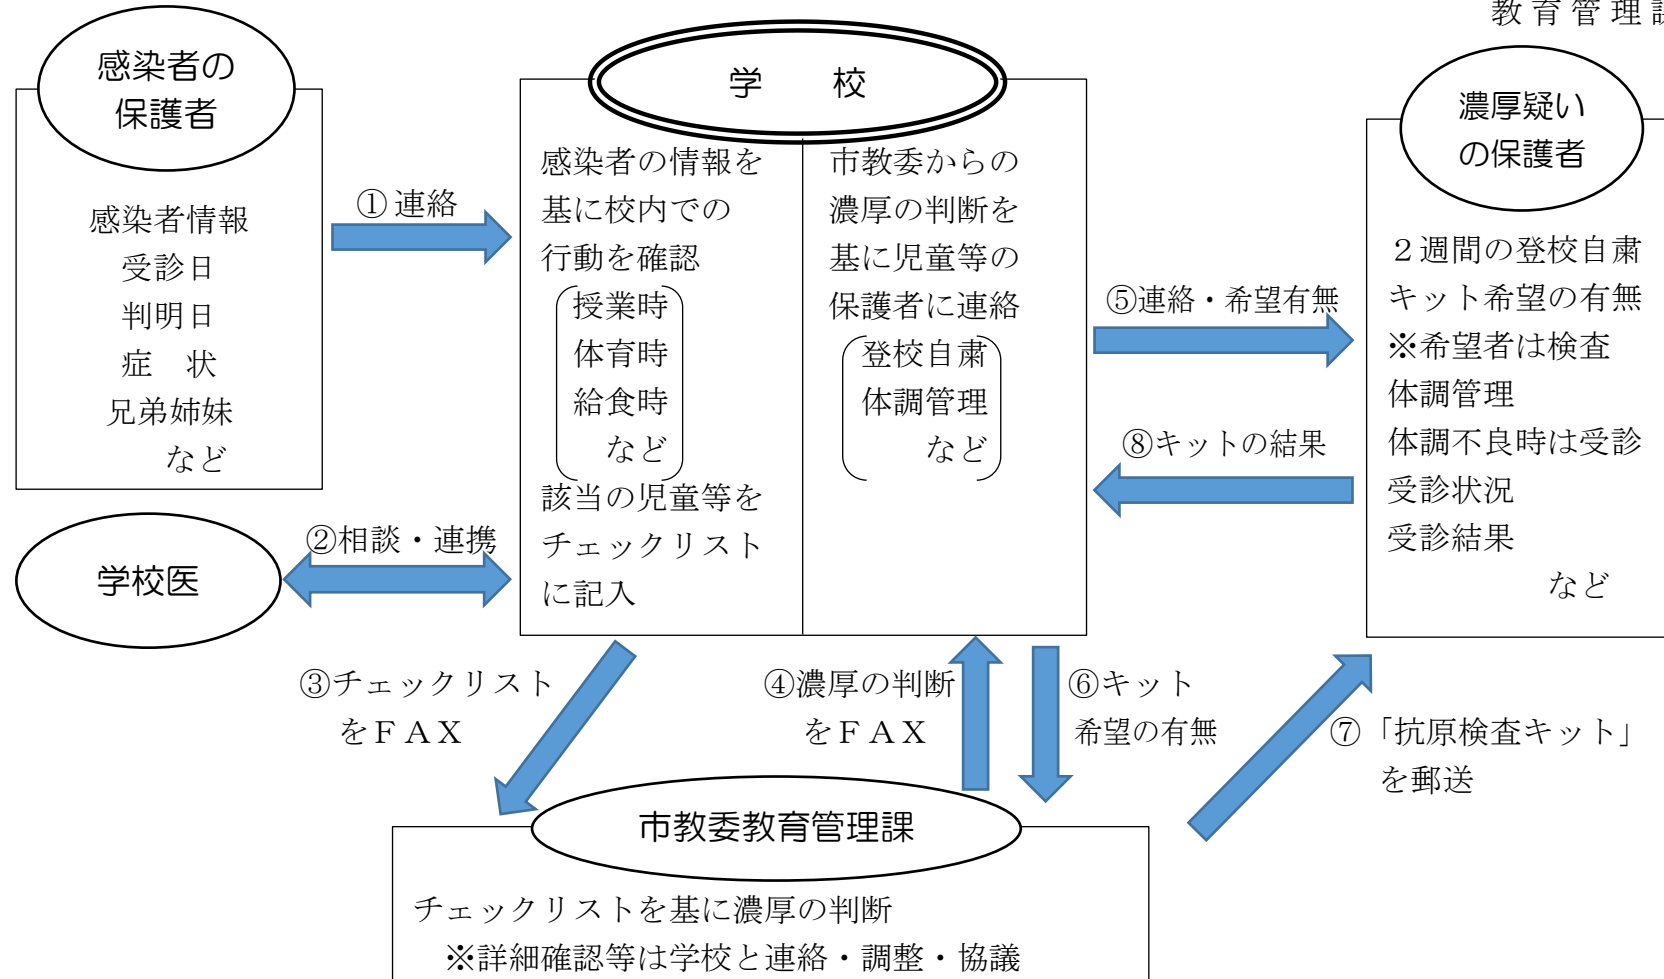 教育管理課
感染者の
保護者
感染者情報
受診日
判明日
症　状
兄弟姉妹
など
①連絡
学　　校
感染者の情報を
基に校内での
行動を確認
授業時
体育時
給食時
など
該当の児童等を
チェックリスト
に記入
市教委からの
濃厚の判断を
基に児童等の
保護者に連絡
登校自粛
体調管理
など
⑤連絡・希望有無
⑧キットの結果
濃厚疑い
の保護者
２週間の登校自粛
キット希望の有無
※希望者は検査
体調管理
体調不良時は受診
受診状況
受診結果
など
②相談・連携
学校医
③チェックリスト
をＦＡＸ
④濃厚の判断
をＦＡＸ
⑥キット
希望の有無
⑦「抗原検査キット」
を郵送
市教委教育管理課
チェックリストを基に濃厚の判断
※詳細確認等は学校と連絡・調整・協議